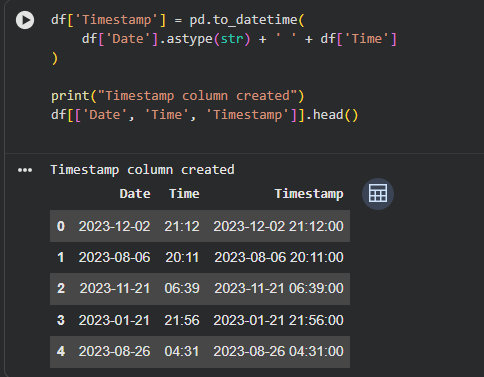 df['Timestamp'] = pd.to_datetime(
    df['Date'].astype(str) + ' ' + df['Time']
)
print("Timestamp column created")
df[['Date', 'Time', 'Timestamp']].head()
Timestamp column created
Date Time Timestamp
0 2023-12-02 21:12 2023-12-02 21:12:00
1 2023-08-06 20:11 2023-08-06 20:11:00
2 2023-11-21 06:39 2023-11-21 06:39:00
3 2023-01-21 21:56 2023-01-21 21:56:00
4 2023-08-26 04:31 2023-08-26 04:31:00